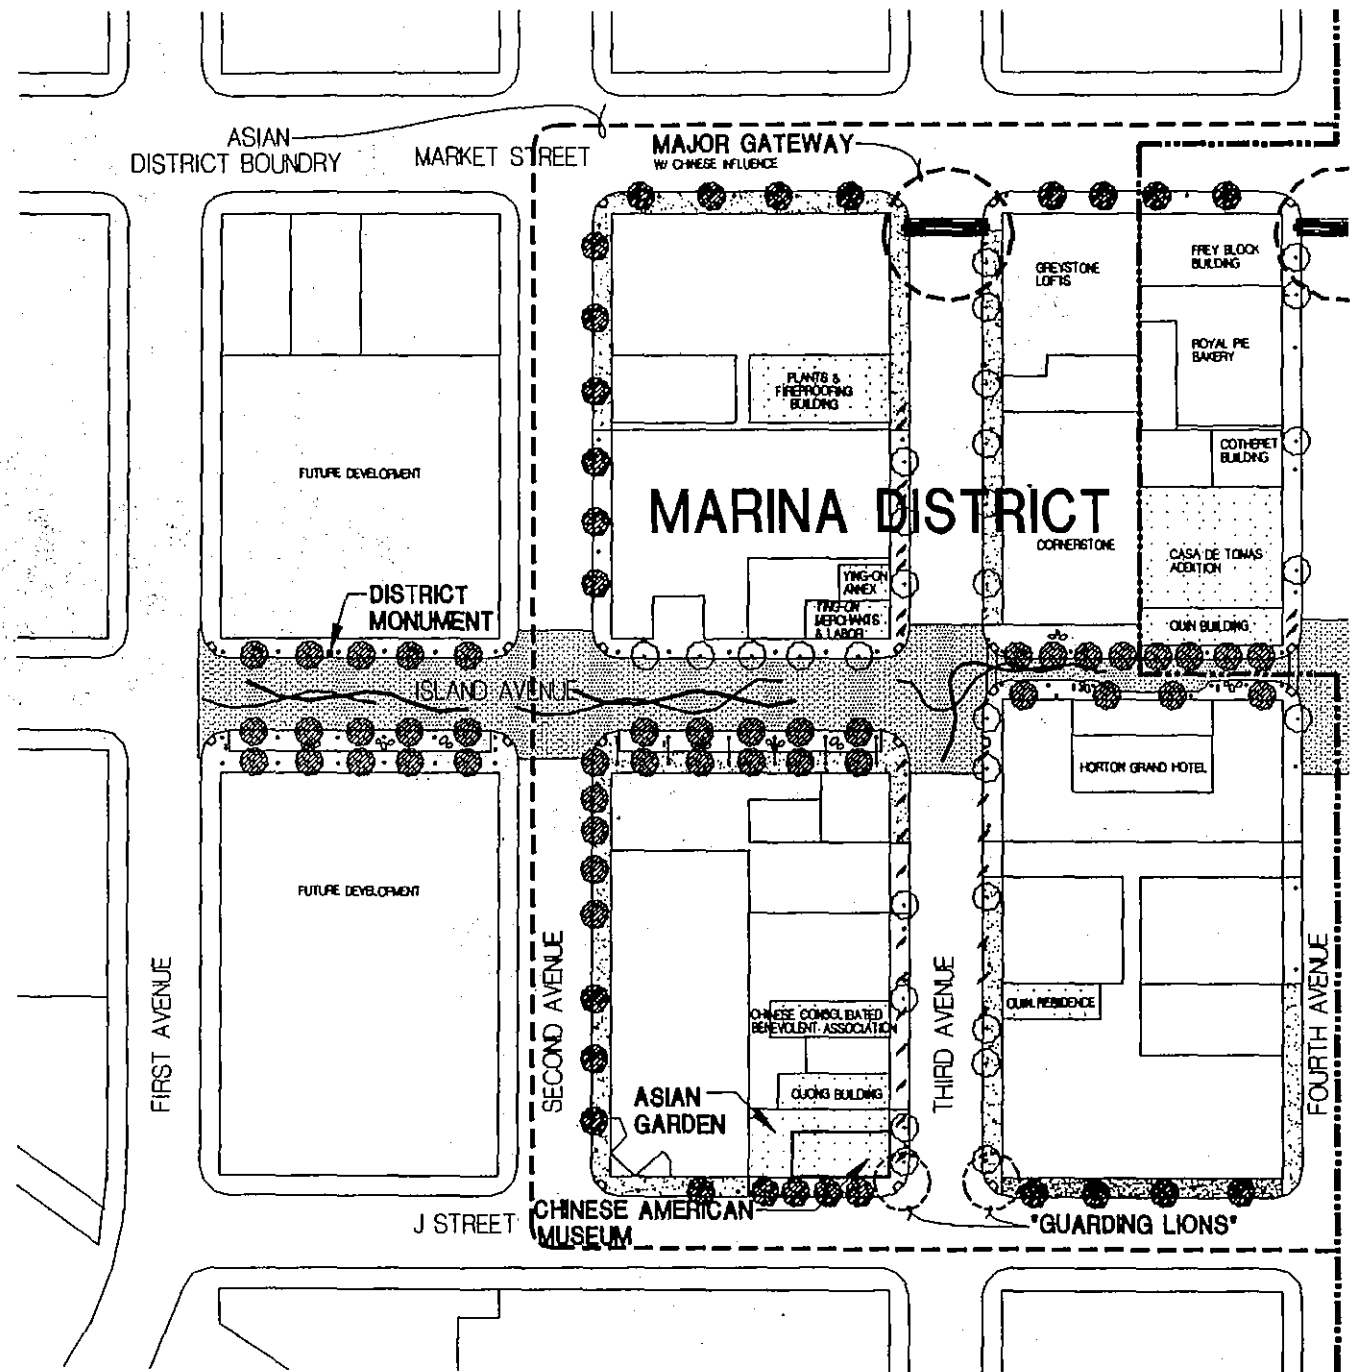 ASIAN
DISTRICT BOUNDRY
MARKET STREET
MAJOR GATEWAY
W/ CHINESE INFLUENCE
GREYSTONE
LOFTS
FREY BLOCK
BUILDING
ROYAL PIE
BAKERY
PLANTS &
FIREPROOFING
BUILDING
COTHERET
BUILDING
FUTURE DEVELOPMENT
MARINA DISTRICT
CORNERSTONE
CASA DE TOMAS
ADDITION
YING-ON
ANNEX
YING-ON
MERCHANTS
& LABOR
QUIN BUILDING
DISTRICT
MONUMENT
ISLAND AVENUE
HORTON GRAND HOTEL
FUTURE DEVELOPMENT
FIRST AVENUE
SECOND AVENUE
THIRD AVENUE
FOURTH AVENUE
QUIN RESIDENCE
CHINESE CONSOLIDATED
BENEVOLENT ASSOCIATION
QUONG BUILDING
ASIAN
GARDEN
J STREET
CHINESE AMERICAN
MUSEUM
"GUARDING LIONS"